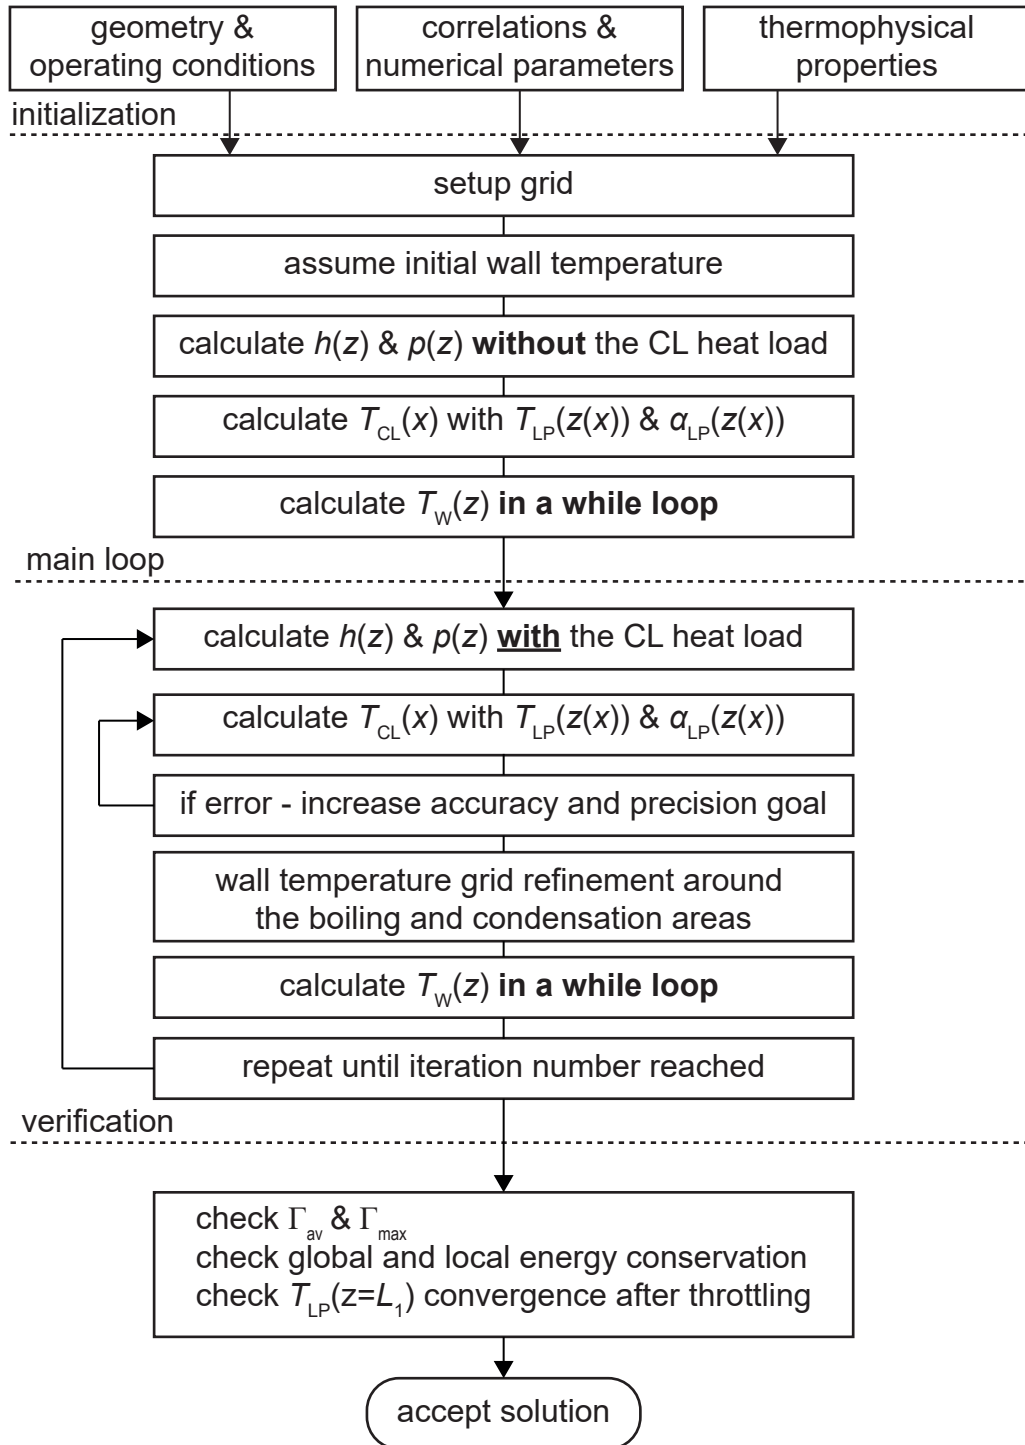 geometry &
operating conditions
correlations &
numerical parameters
thermophysical
properties
initialization
setup grid
assume initial wall temperature
calculate h(z) & p(z) without the CL heat load
calculate T_CL(x) with T_LP(z(x)) & α_LP(z(x))
calculate T_W(z) in a while loop
main loop
calculate h(z) & p(z) with the CL heat load
calculate T_CL(x) with T_LP(z(x)) & α_LP(z(x))
if error - increase accuracy and precision goal
wall temperature grid refinement around
the boiling and condensation areas
calculate T_W(z) in a while loop
repeat until iteration number reached
verification
check Γ_av & Γ_max
check global and local energy conservation
check T_LP(z=L_1) convergence after throttling
accept solution